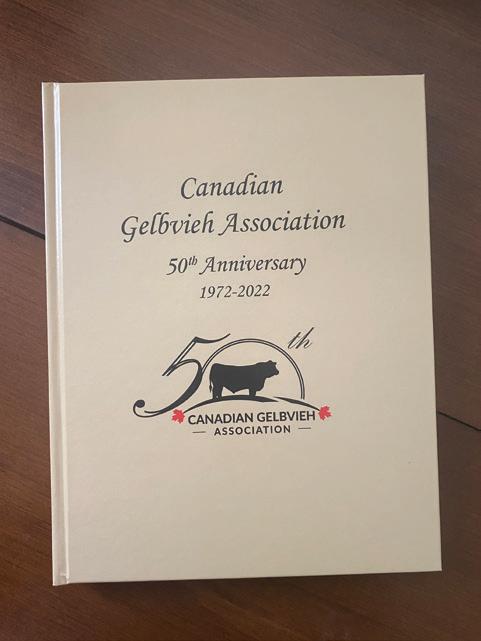 Canadian
Gelbvieh Association
50th Anniversary
1972-2022
50th
CANADIAN GELBVIEH
ASSOCIATION